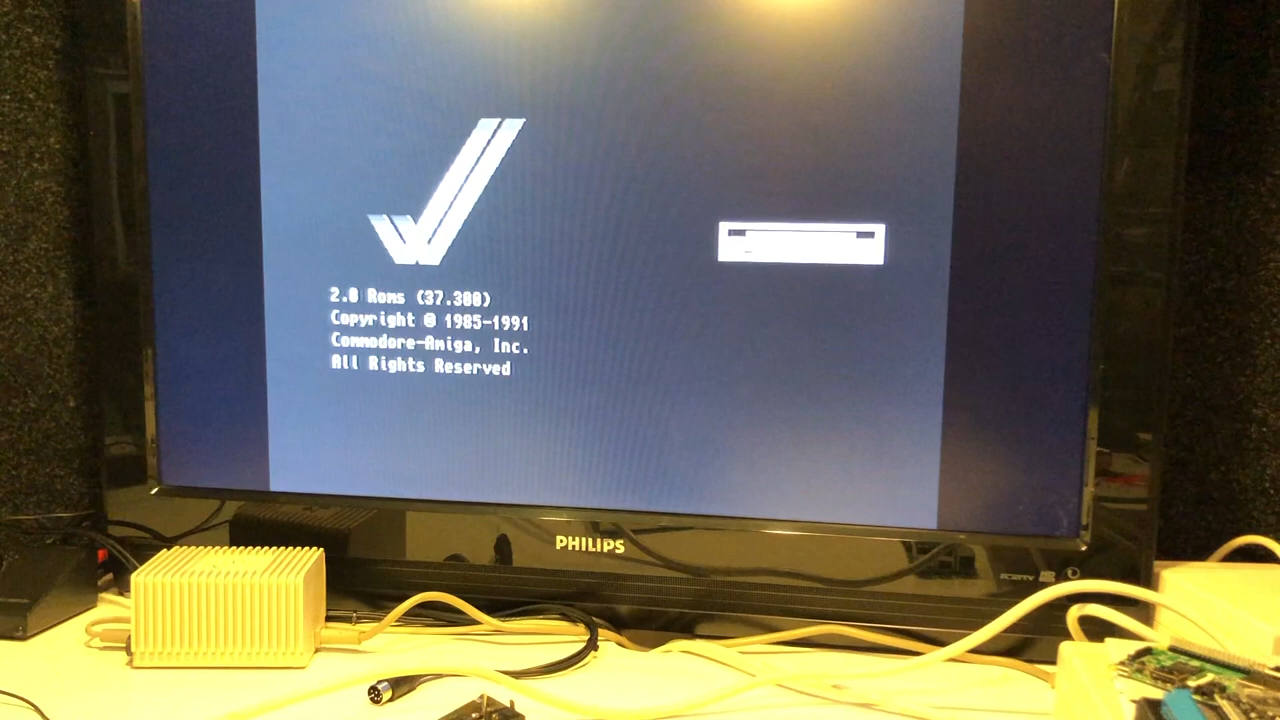 2.0 Roms (37.300)
Copyright © 1985-1991
Commodore-Amiga, Inc.
All Rights Reserved
PHILIPS